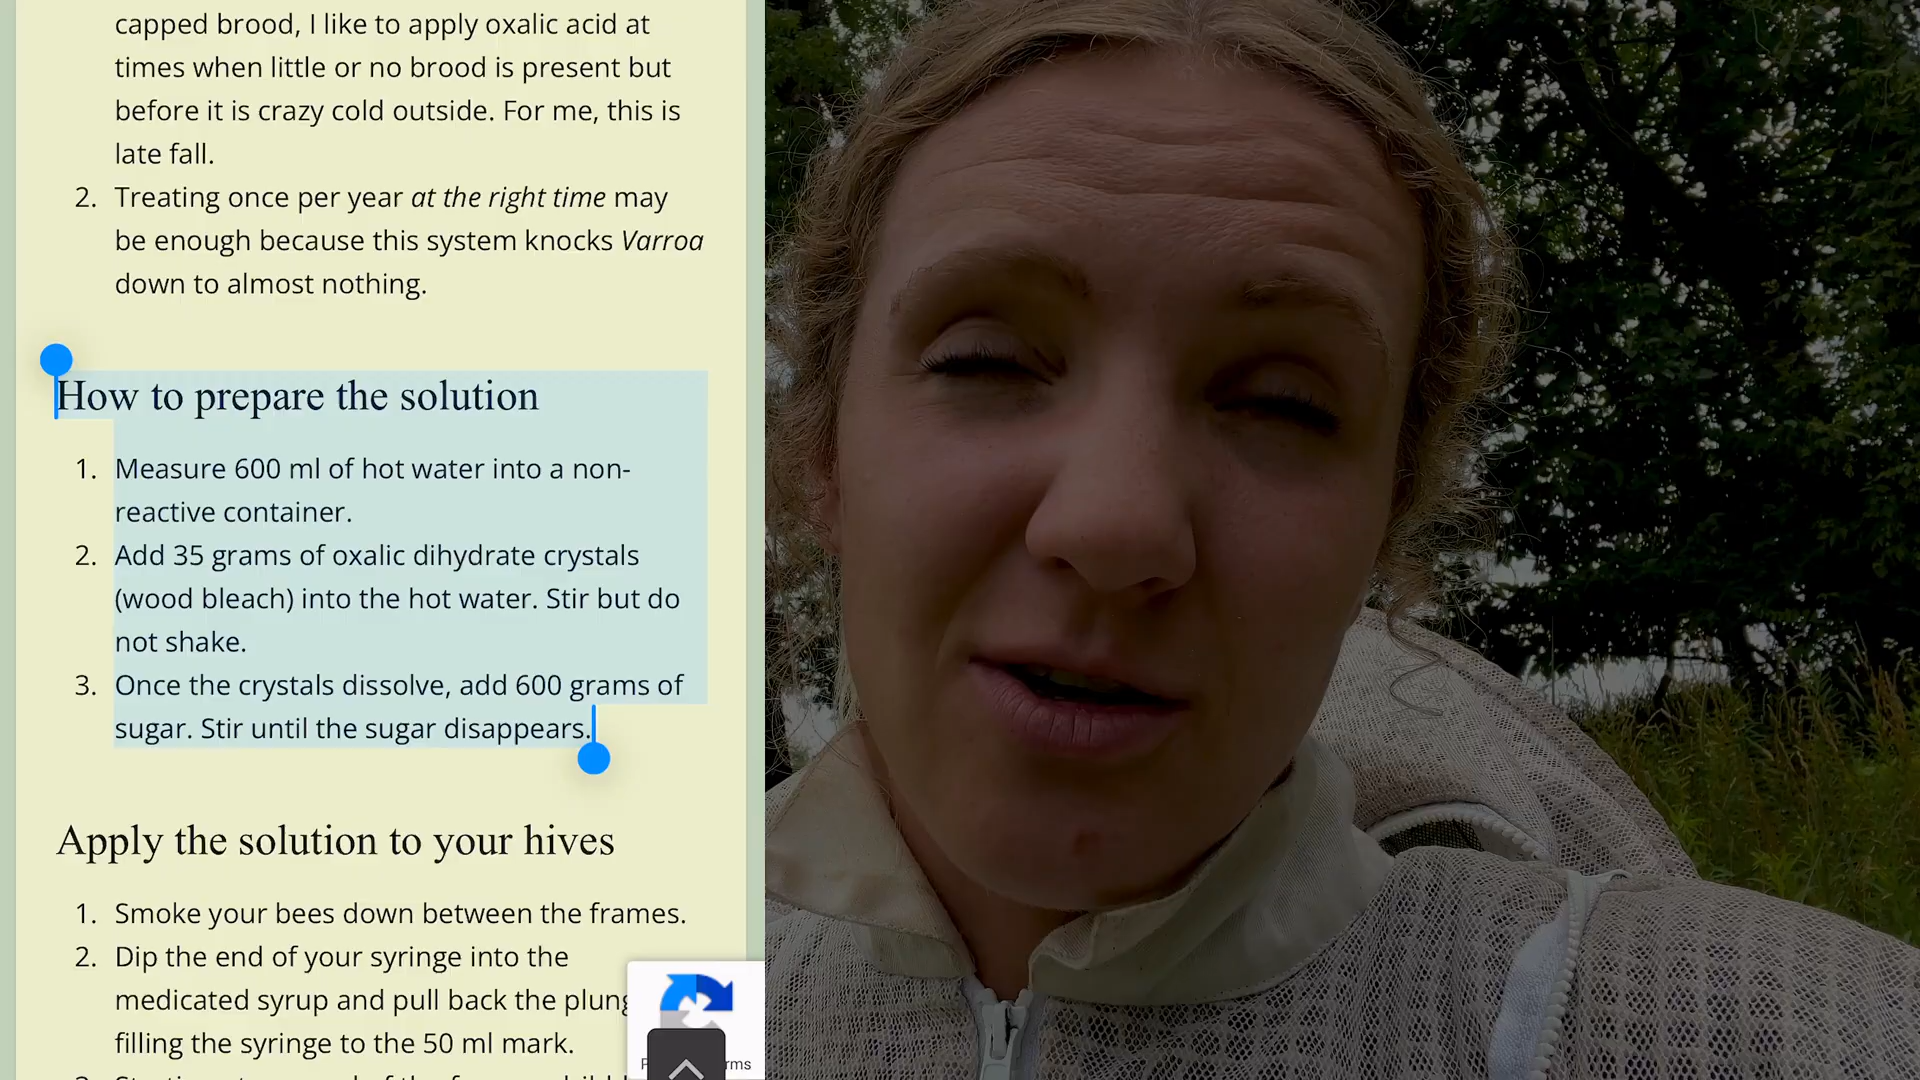 capped brood, I like to apply oxalic acid at
times when little or no brood is present but
before it is crazy cold outside. For me, this is
late fall.
2. Treating once per year at the right time may
be enough because this system knocks Varroa
down to almost nothing.
How to prepare the solution
1. Measure 600 ml of hot water into a non-
reactive container.
2. Add 35 grams of oxalic dihydrate crystals
(wood bleach) into the hot water. Stir but do
not shake.
3. Once the crystals dissolve, add 600 grams of
sugar. Stir until the sugar disappears.
Apply the solution to your hives
1. Smoke your bees down between the frames.
2. Dip the end of your syringe into the
medicated syrup and pull back the
filling the syringe to the 50 ml mark.